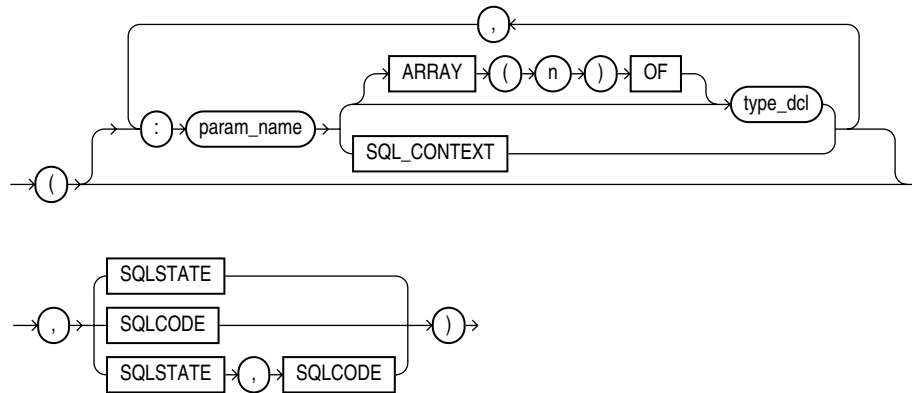 ,
ARRAY ( n ) OF
: param_name type_dcl
SQL_CONTEXT
(
SQLSTATE
, SQLCODE )
SQLSTATE , SQLCODE